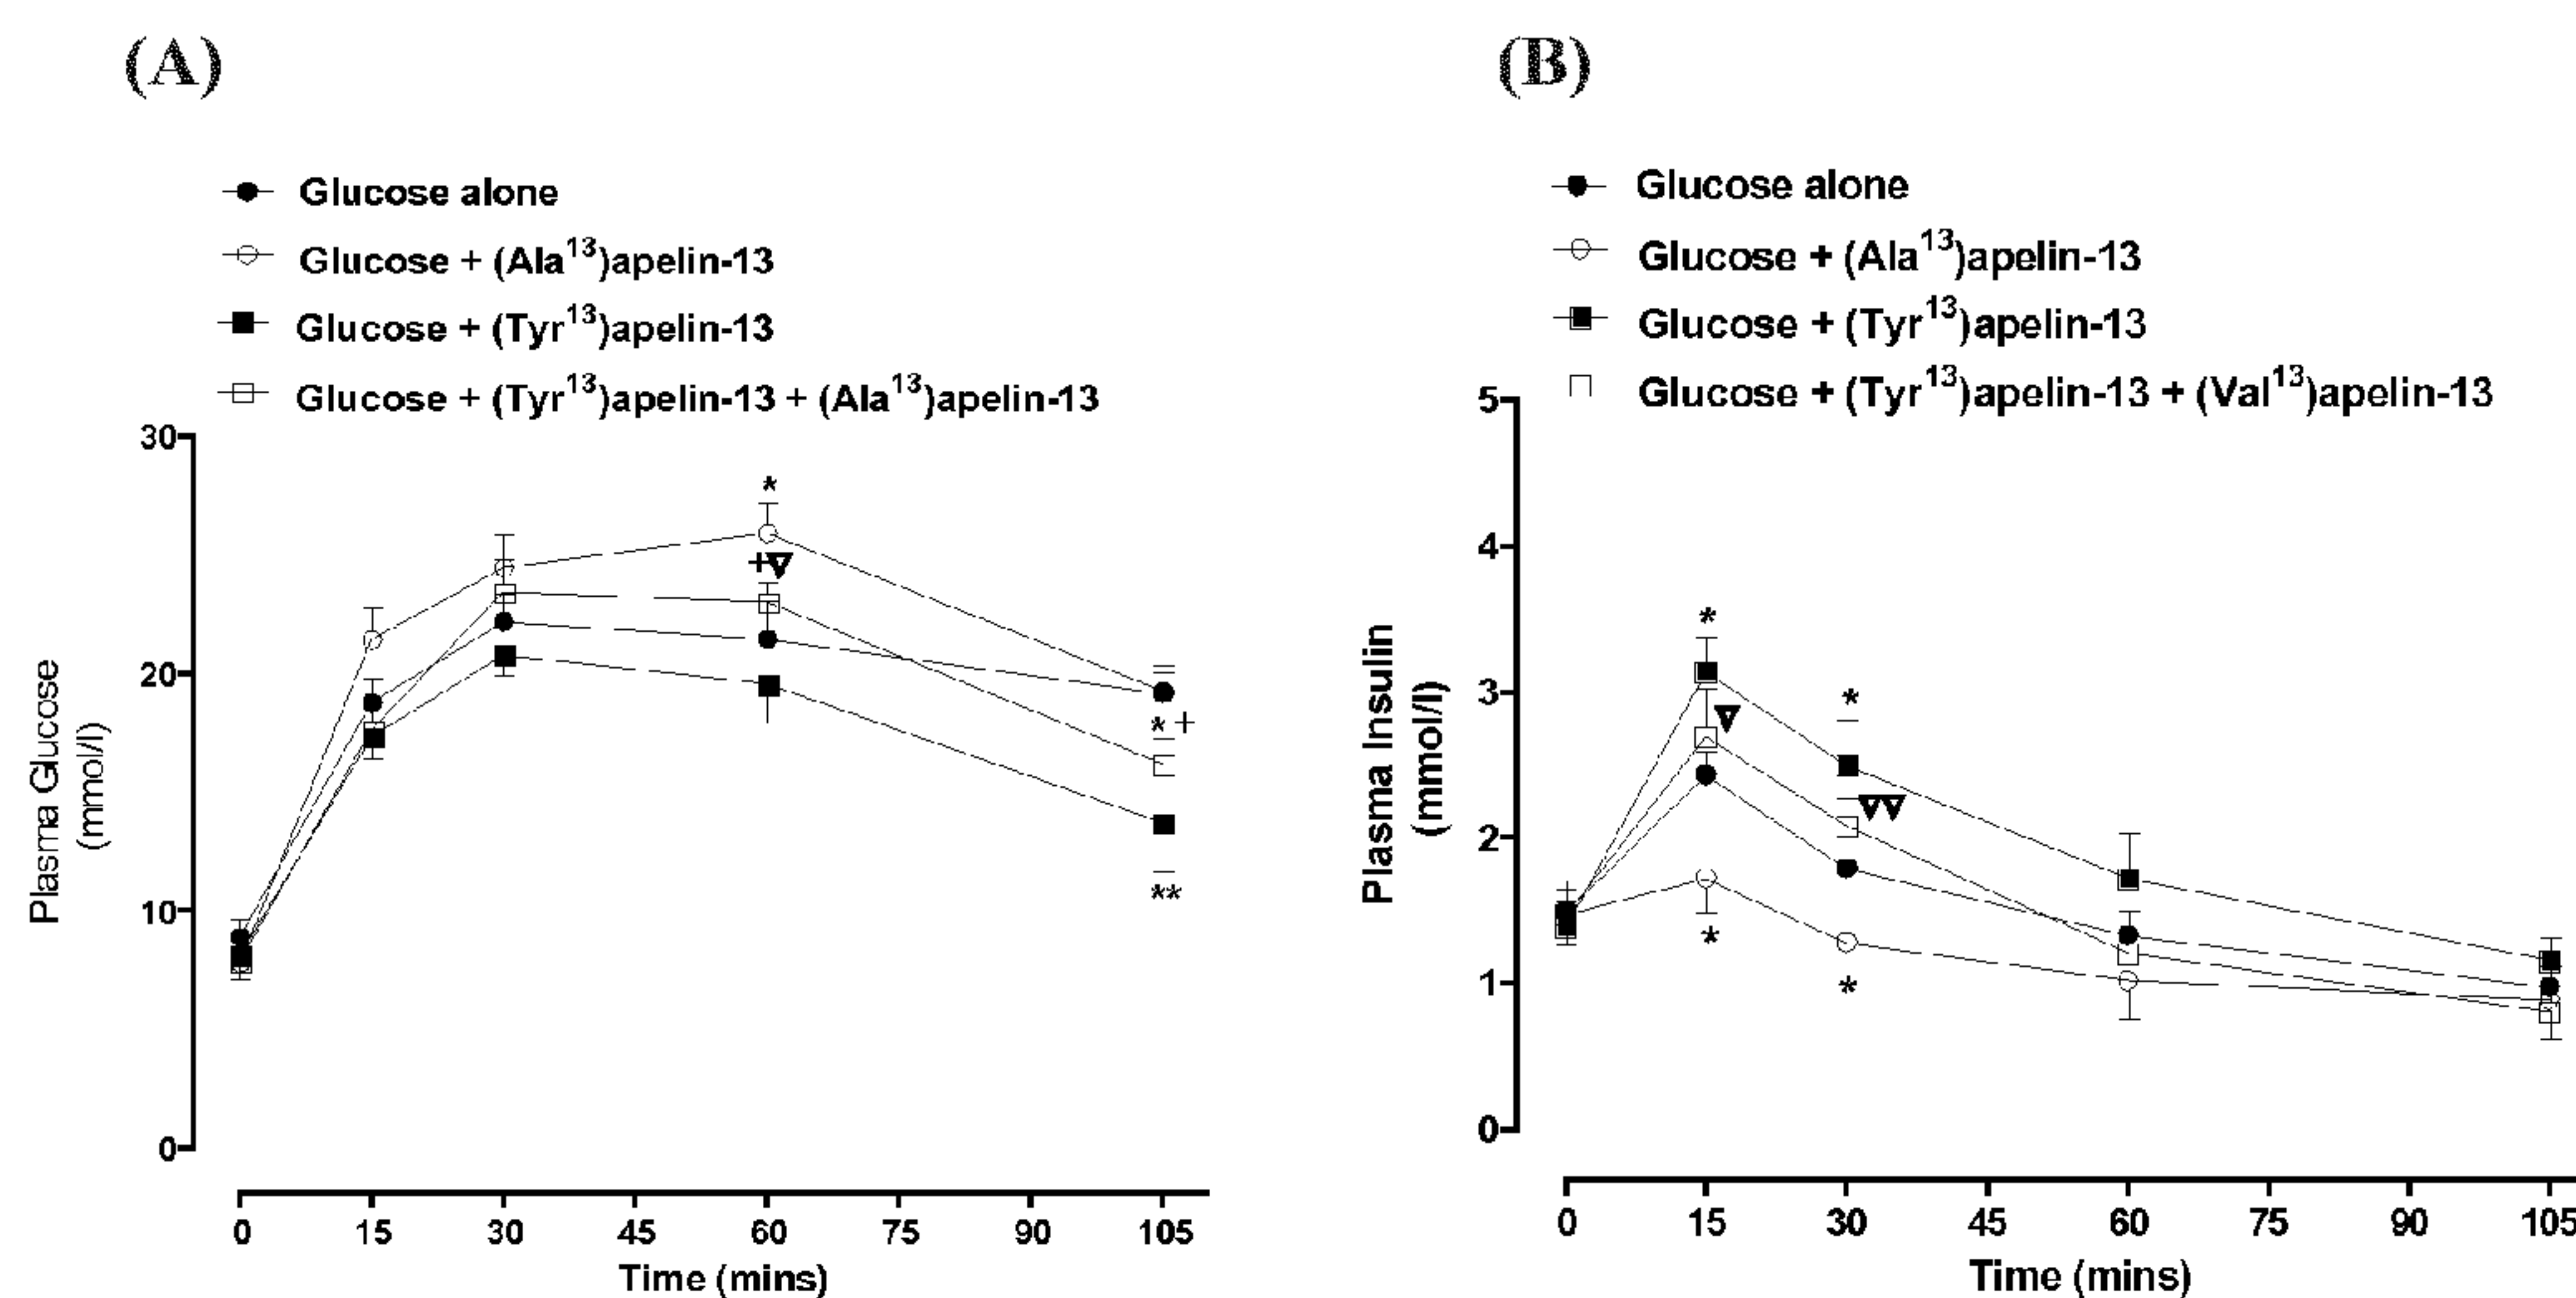 (A)
Glucose alone
Glucose + (Ala¹³)apelin-13
Glucose + (Tyr¹³)apelin-13
Glucose + (Tyr¹³)apelin-13 + (Ala¹³)apelin-13
Plasma Glucose
(mmol/l)
30
20
10
0
*
+
* +
**
0 15 30 45 60 75 90 105
Time (mins)
(B)
Glucose alone
Glucose + (Ala¹³)apelin-13
Glucose + (Tyr¹³)apelin-13
Glucose + (Tyr¹³)apelin-13 + (Val¹³)apelin-13
Plasma Insulin
(mmol/l)
5
4
3
2
1
0
*
*
*
*
0 15 30 45 60 75 90 105
Time (mins)